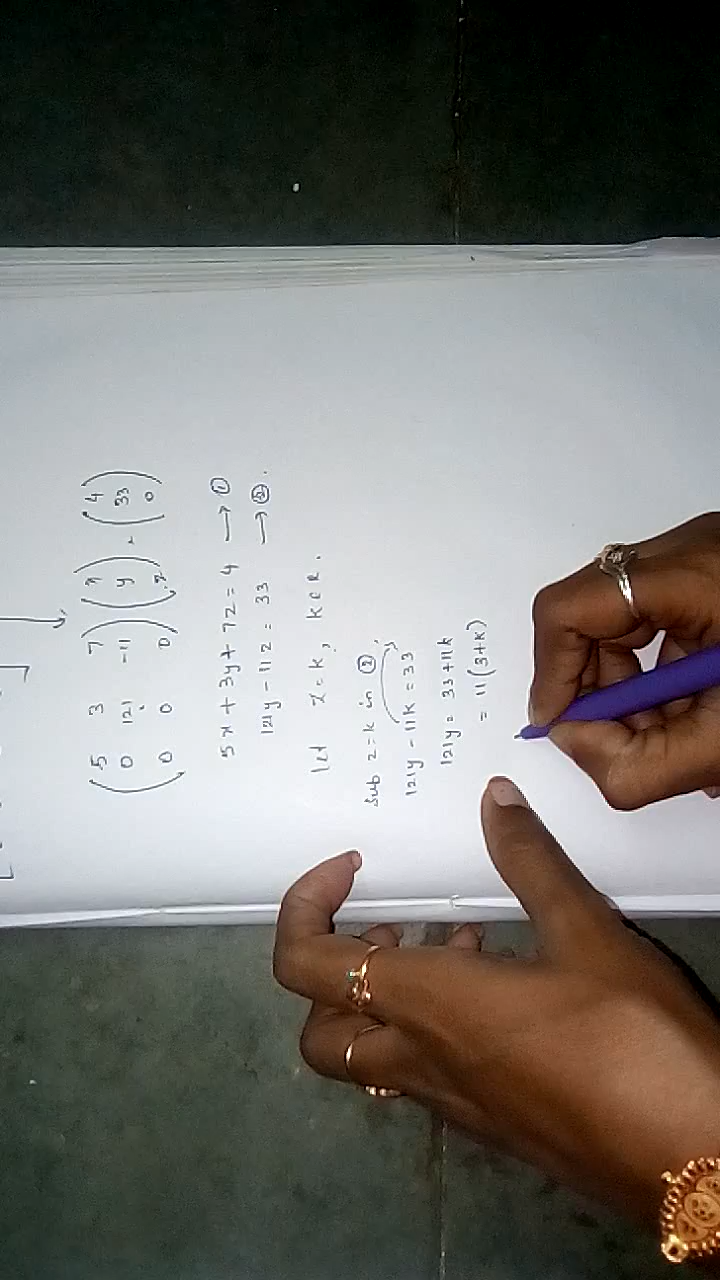 ( 5 3 7 ) ( x ) = ( 4 )
( 0 121 -11 ) ( y ) ( 33 )
( 0 0 0 ) ( z ) ( 0 )
5x + 3y + 7z = 4 → ①
121y - 11z = 33 → ②.
let z = k, k∈R.
Sub z = k in ②,
121y - 11k = 33
121y = 33 + 11k
= 11(3+k)